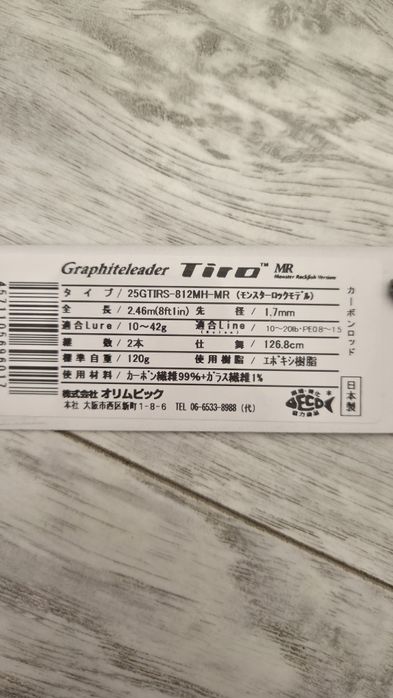 Graphiteleader Tiro™ MR
Monster Rockfish Version
タイプ / 25GTIRS-812MH-MR (モンスターロックモデル)
全長 / 2.46m(8ft1in) 先径 / 1.7mm
適合Lure / 10〜42g 適合Line / 10〜20lb・PE0.8〜1.5
継数 / 2本 仕舞 / 126.8cm
標準自重 / 120g 使用樹脂 / エポキシ樹脂
使用材料 / カーボン繊維99%+ガラス繊維1%
株式会社 オリムピック
本社 大阪市西区新町1-8-6 TEL 06-6533-8988 (代)
カーボンロッド
日本製
ECO